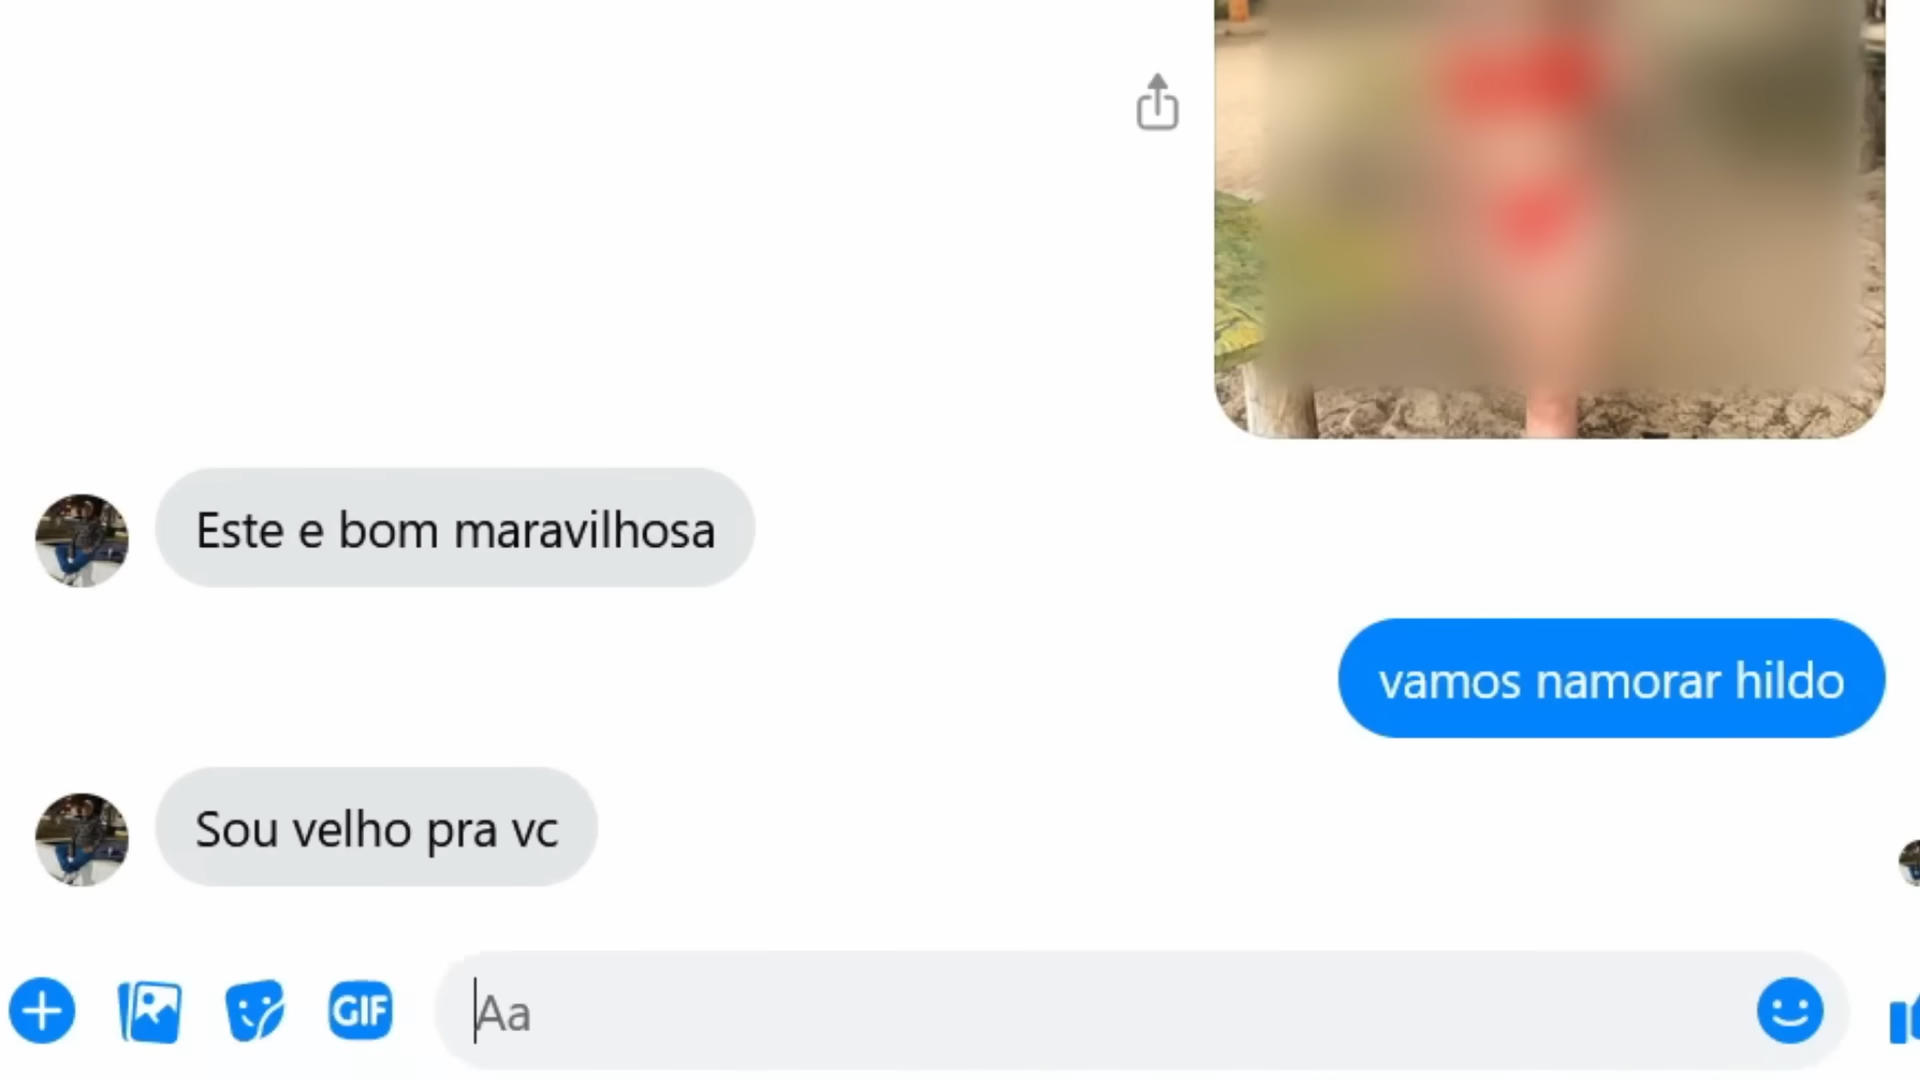 Este e bom maravilhosa
vamos namorar hildo
Sou velho pra vc
GIF
Aa